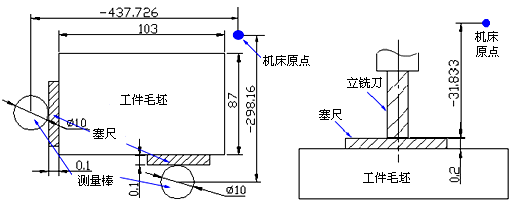 -437.726
103
机床原点
工件毛坯
87
-298.16
Ø10
塞尺
0.1
测量棒
0.1
Ø10
机床
原点
立铣刀
-31.833
塞尺
工件毛坯
0.2